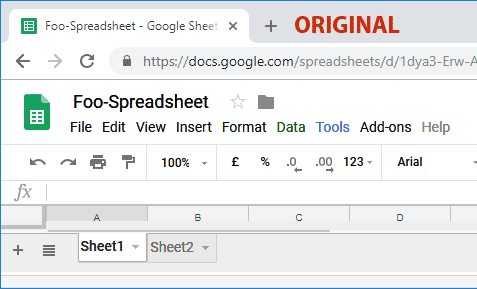 Foo-Spreadsheet - Google Sheet
ORIGINAL
https://docs.google.com/spreadsheets/d/1dya3-Erw-A
Foo-Spreadsheet
File Edit View Insert Format Data Tools Add-ons Help
100% £ % .0 .00 123 Arial
fx
A B C D
Sheet1 Sheet2